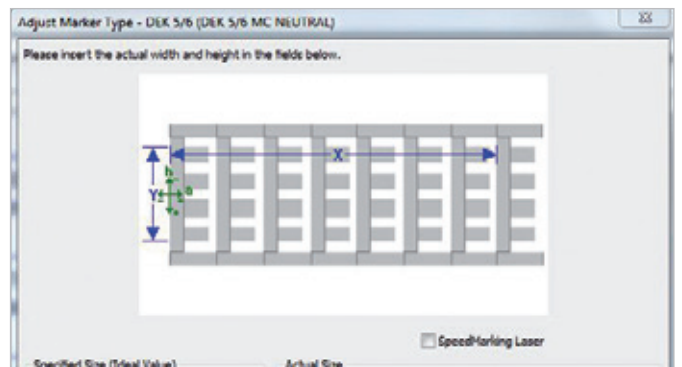 Adjust Marker Type - DEK 5/6 (DEK 5/6 MC NEUTRAL)
Please insert the actual width and height in the fields below.
X
h
Y
a
SpeedMarking Laser
Specified Size (Ideal Value)
Actual Size